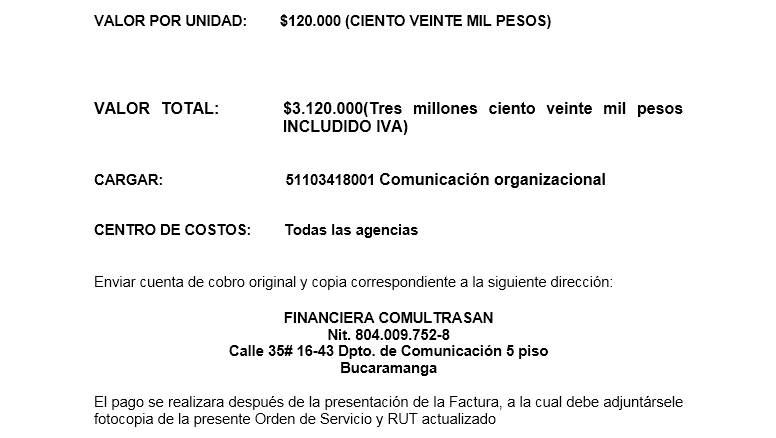 VALOR POR UNIDAD: $120.000 (CIENTO VEINTE MIL PESOS)
VALOR TOTAL: $3.120.000(Tres millones ciento veinte mil pesos
INCLUDIDO IVA)
CARGAR: 51103418001 Comunicación organizacional
CENTRO DE COSTOS: Todas las agencias
Enviar cuenta de cobro original y copia correspondiente a la siguiente dirección:
FINANCIERA COMULTRASAN
Nit. 804.009.752-8
Calle 35# 16-43 Dpto. de Comunicación 5 piso
Bucaramanga
El pago se realizara después de la presentación de la Factura, a la cual debe adjuntársele
fotocopia de la presente Orden de Servicio y RUT actualizado